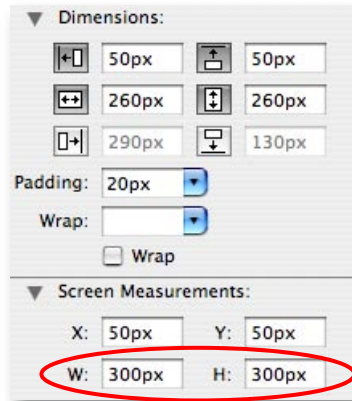 Dimensions:
50px 50px
260px 260px
290px 130px
Padding: 20px
Wrap:
Wrap
Screen Measurements:
X: 50px Y: 50px
W: 300px H: 300px